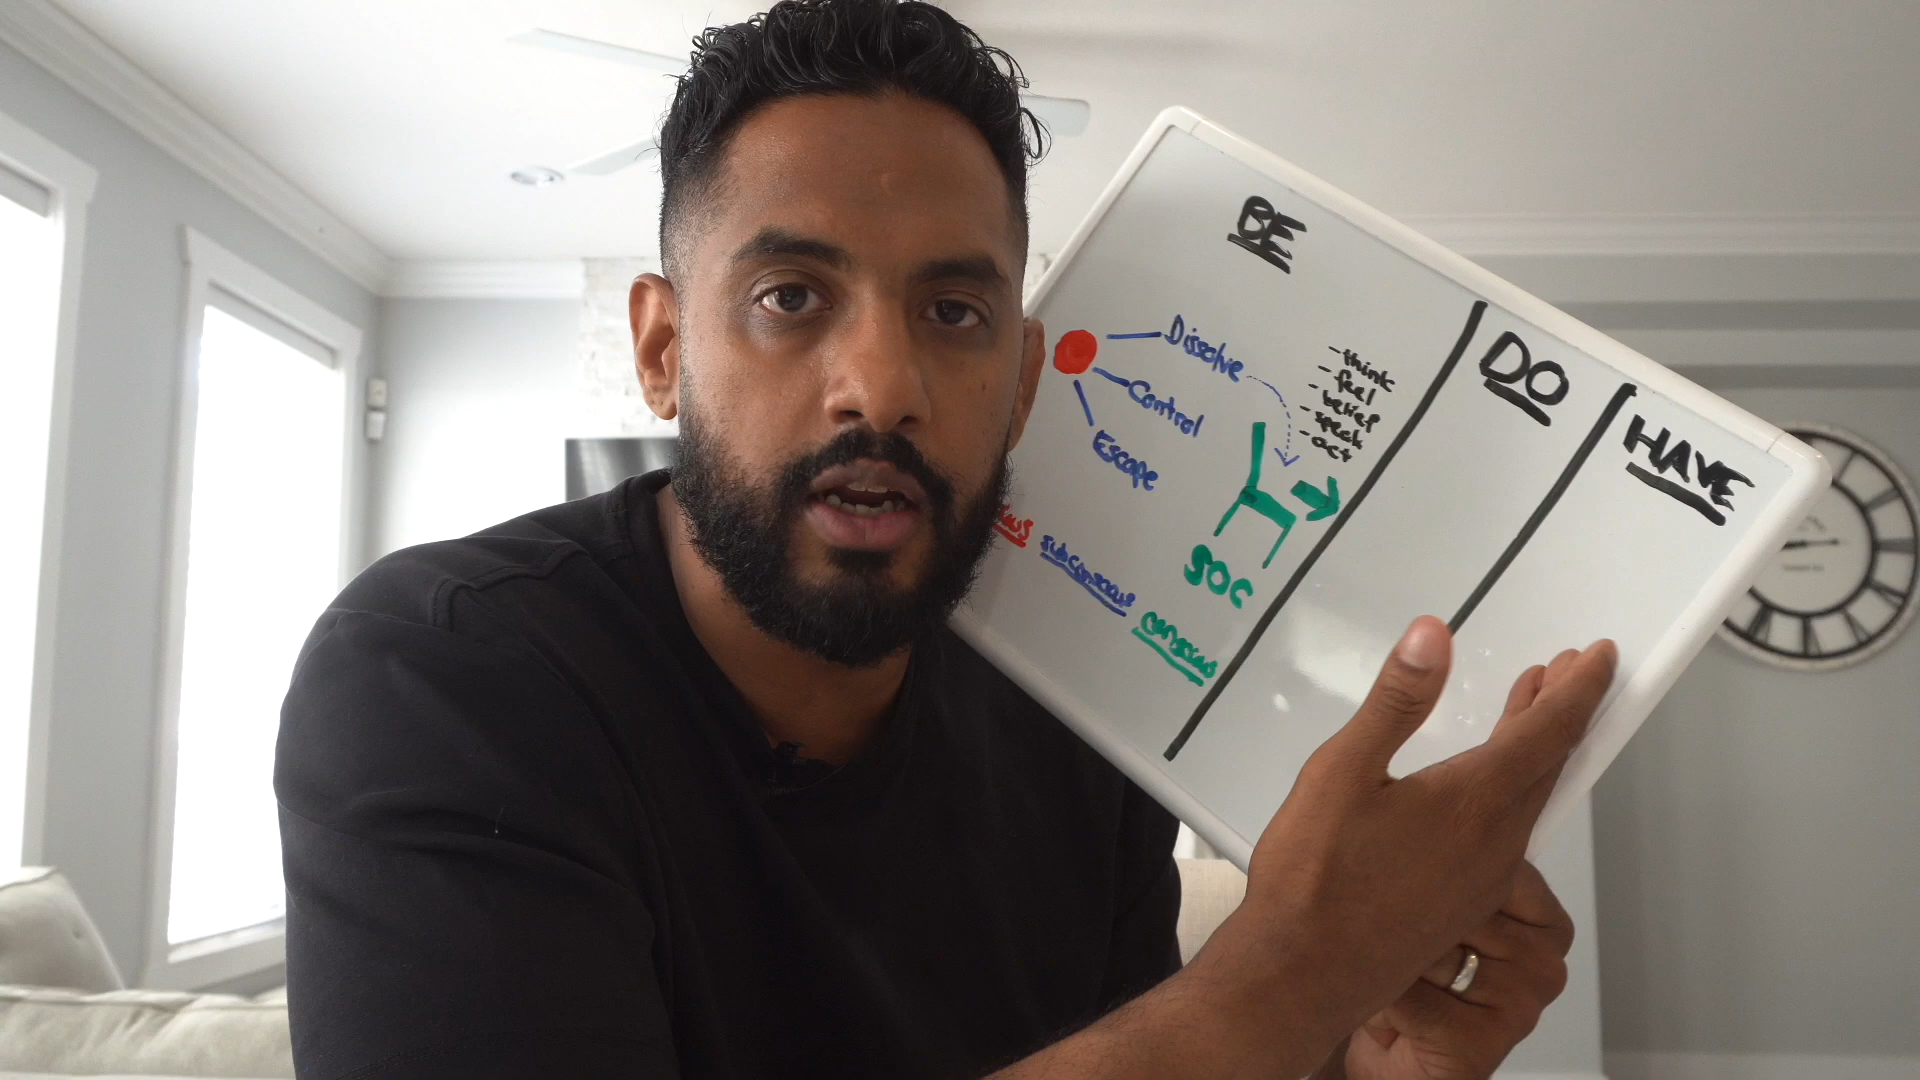 BE
DO
HAVE
Dissolve
Control
Escape
- think
- feel
- belief
- speak
- act
SOC
subconscious
conscious